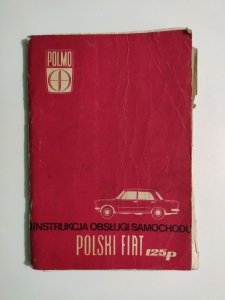 POLMO
INSTRUKCJA OBSŁUGI SAMOCHODU
POLSKI FIAT 125p